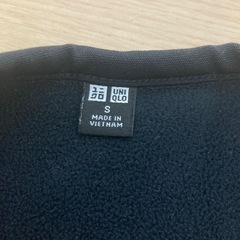 ユニ UNI
クロ QLO
S
MADE IN
VIETNAM